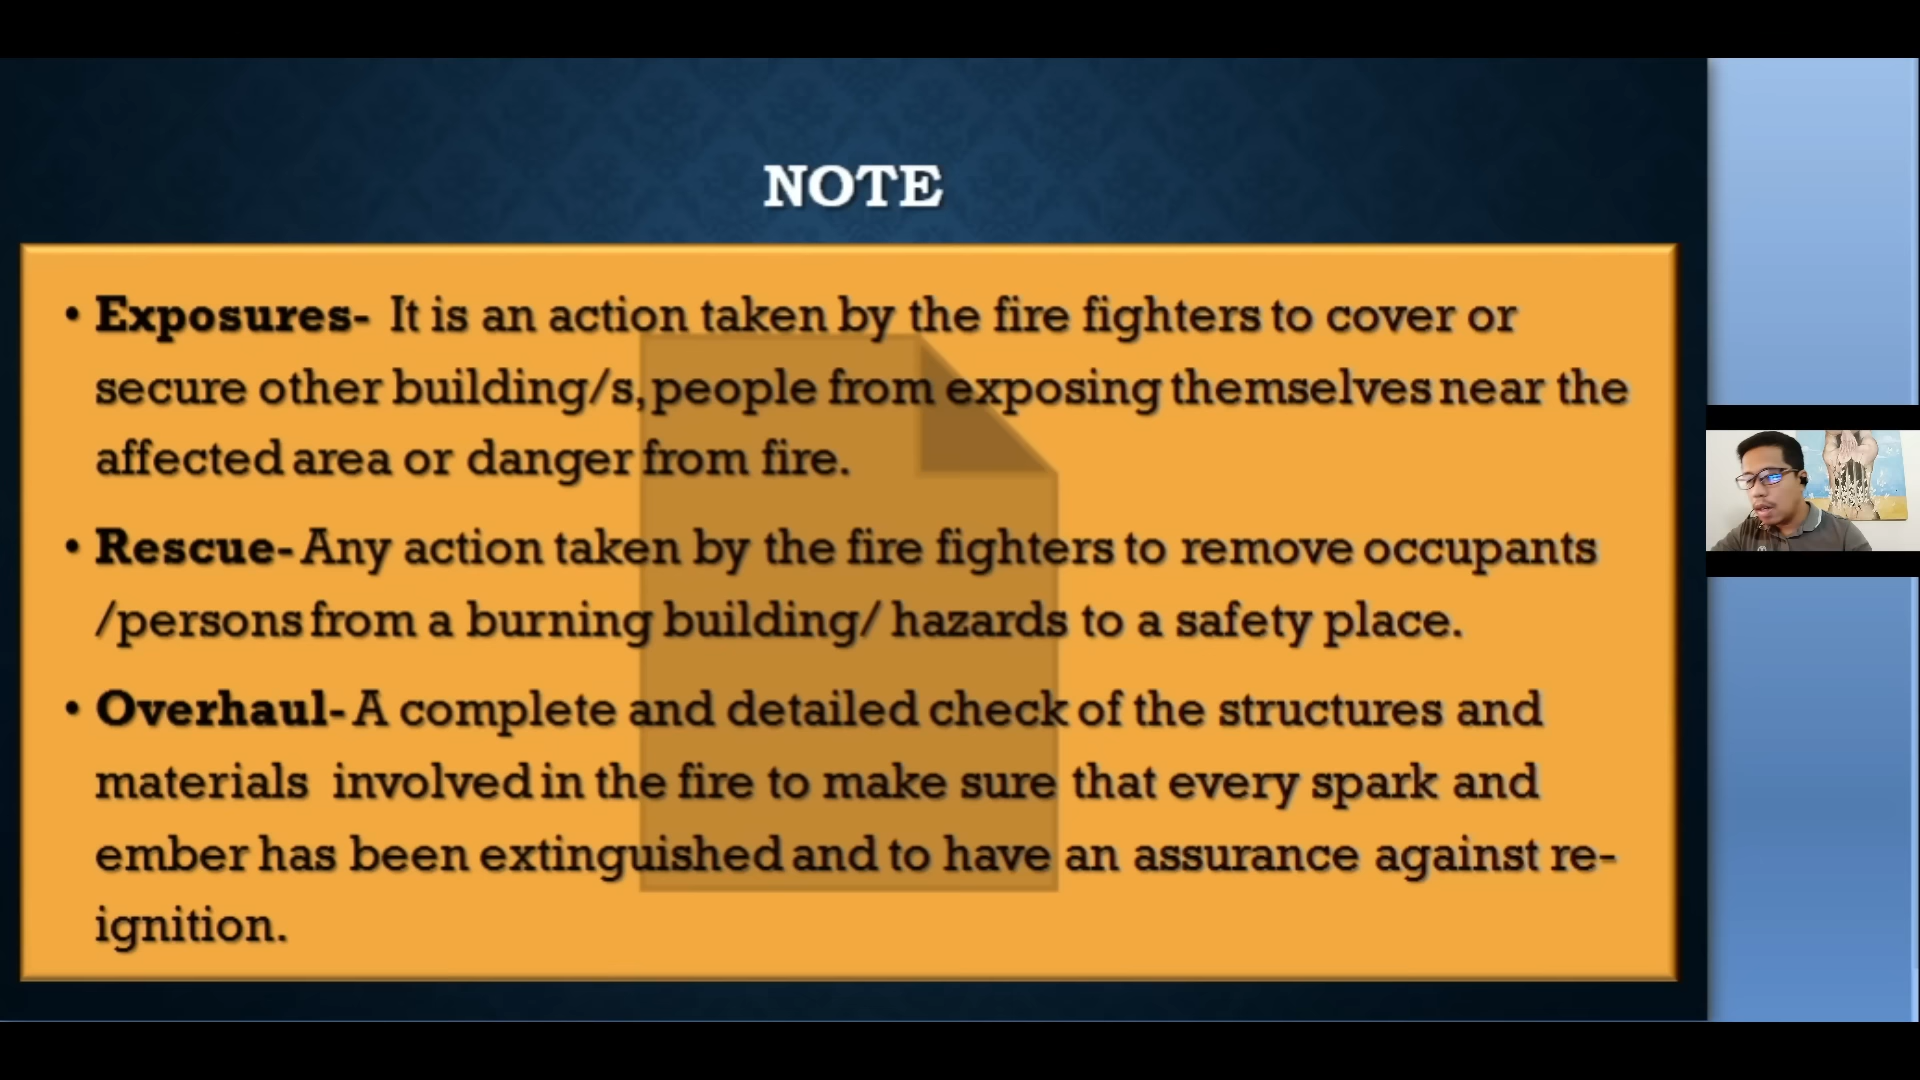 NOTE
• Exposures- It is an action taken by the fire fighters to cover or
secure other building/s, people from exposing themselves near the
affected area or danger from fire.
• Rescue- Any action taken by the fire fighters to remove occupants
/persons from a burning building/ hazards to a safety place.
• Overhaul- A complete and detailed check of the structures and
materials involved in the fire to make sure that every spark and
ember has been extinguished and to have an assurance against re-
ignition.